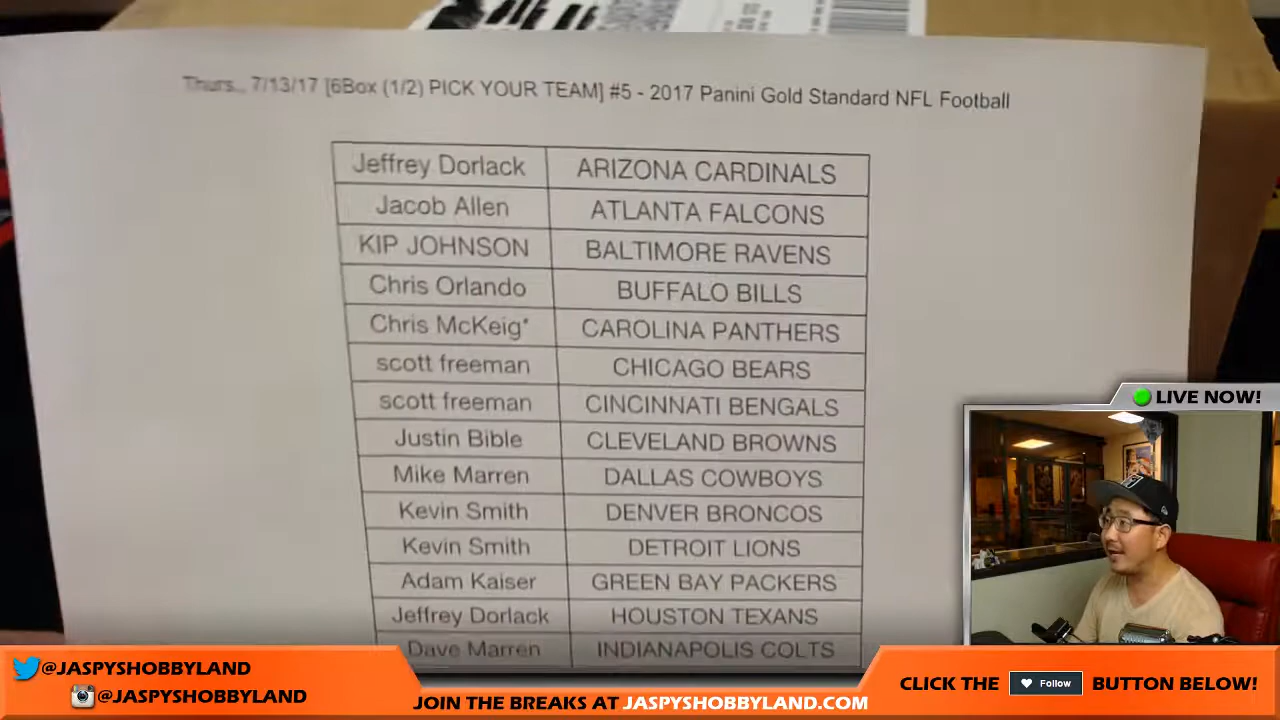 Thurs., 7/13/17 [6Box (1/2) PICK YOUR TEAM] #5 - 2017 Panini Gold Standard NFL Football
Jeffrey Dorlack ARIZONA CARDINALS
Jacob Allen ATLANTA FALCONS
KIP JOHNSON BALTIMORE RAVENS
Chris Orlando BUFFALO BILLS
Chris McKeig* CAROLINA PANTHERS
scott freeman CHICAGO BEARS
scott freeman CINCINNATI BENGALS
Justin Bible CLEVELAND BROWNS
Mike Marren DALLAS COWBOYS
Kevin Smith DENVER BRONCOS
Kevin Smith DETROIT LIONS
Adam Kaiser GREEN BAY PACKERS
Jeffrey Dorlack HOUSTON TEXANS
Dave Marren INDIANAPOLIS COLTS
LIVE NOW!
@JASPYSHOBBYLAND
@JASPYSHOBBYLAND
JOIN THE BREAKS AT JASPYSHOBBYLAND.COM
CLICK THE Follow BUTTON BELOW!